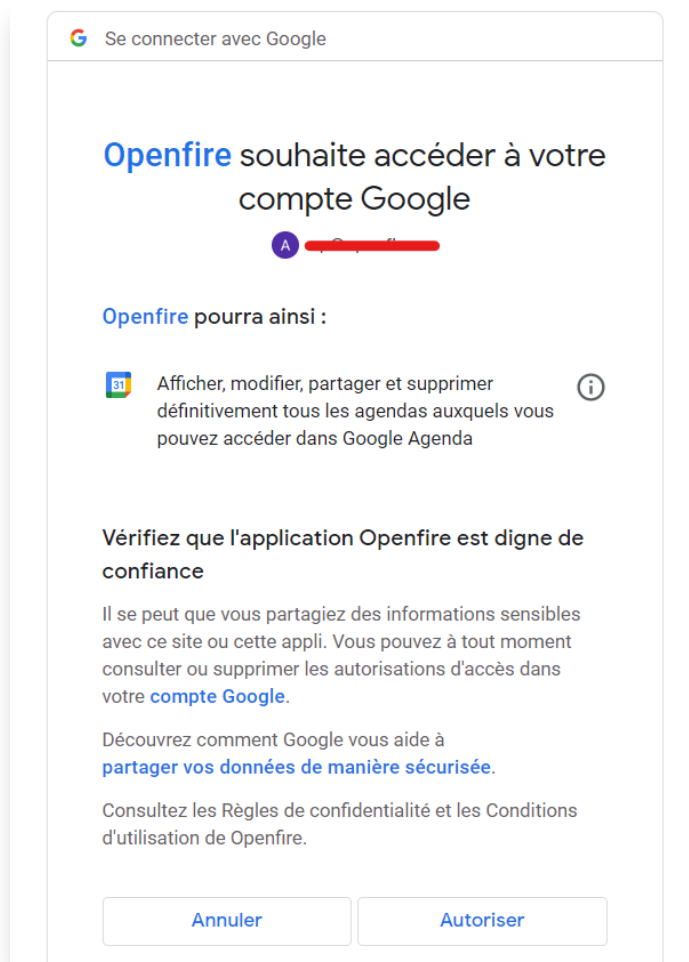 Se connecter avec Google
Openfire souhaite accéder à votre
compte Google
A
Openfire pourra ainsi :
31
Afficher, modifier, partager et supprimer
définitivement tous les agendas auxquels vous
pouvez accéder dans Google Agenda
Vérifiez que l'application Openfire est digne de
confiance
Il se peut que vous partagiez des informations sensibles
avec ce site ou cette appli. Vous pouvez à tout moment
consulter ou supprimer les autorisations d'accès dans
votre compte Google.
Découvrez comment Google vous aide à
partager vos données de manière sécurisée.
Consultez les Règles de confidentialité et les Conditions
d'utilisation de Openfire.
Annuler
Autoriser